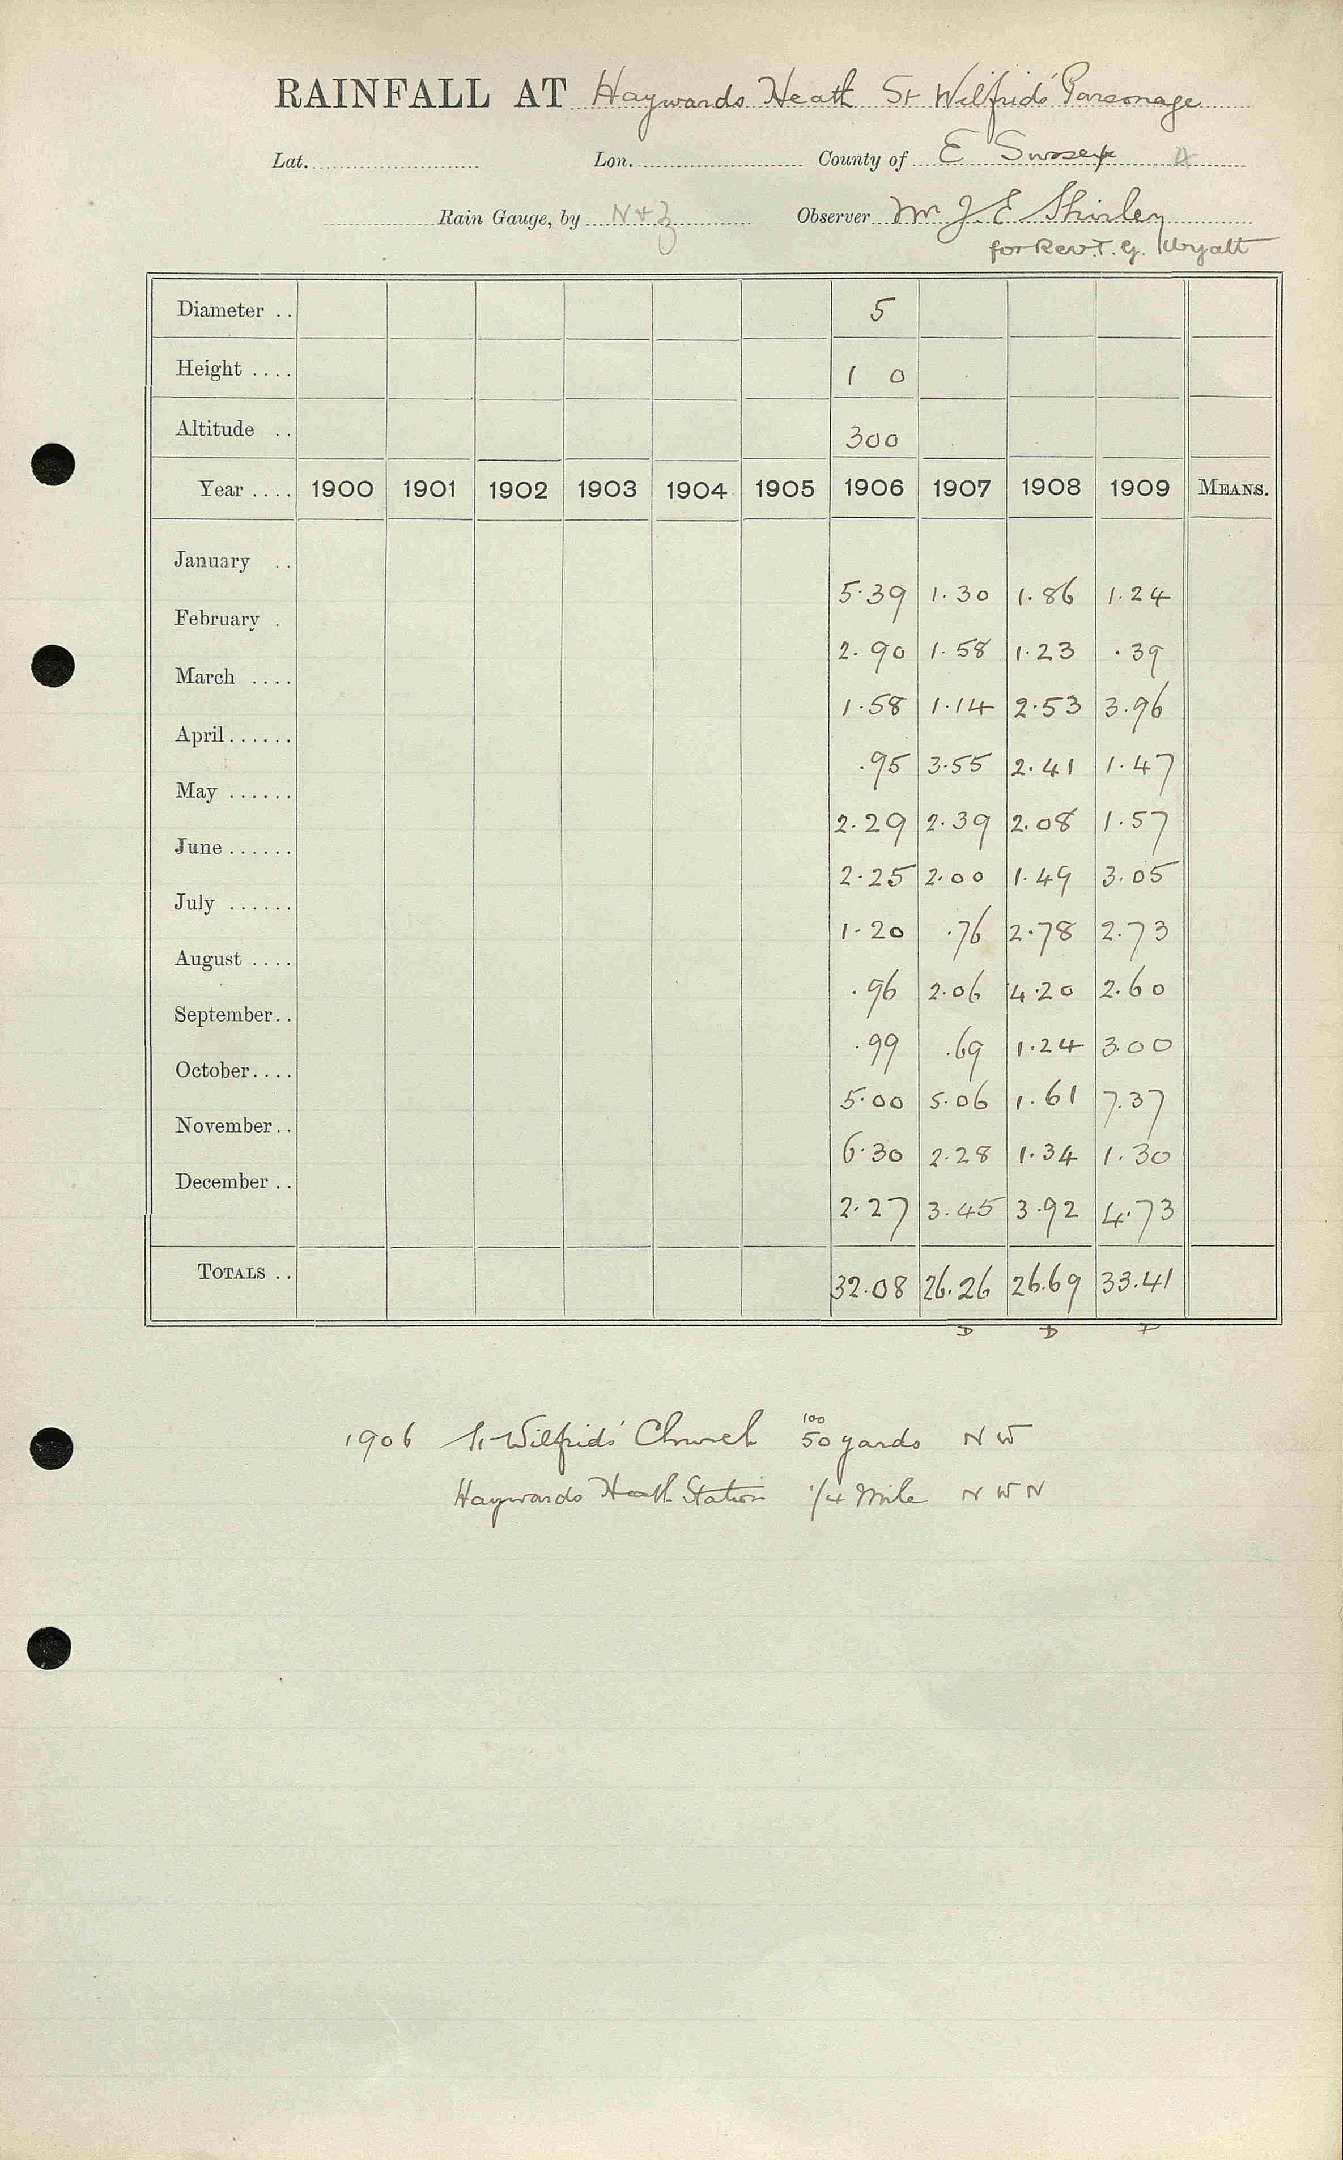 RAINFALL AT Haywards Heath St Wilfrids' Parsonage
Lat. Lon. County of E Sussex 4
Rain Gauge, by N & Z Observer Mr J. E Shirley
for Rev. T. G. Wyatt
Diameter .. 5
Height .... 1 0
Altitude .. 300
Year .... 1900 1901 1902 1903 1904 1905 1906 1907 1908 1909 MEANS.
January .. 5.39 1.30 1.86 1.24
February . 2.90 1.58 1.23 .39
March .... 1.58 1.14 2.53 3.96
April...... .95 3.55 2.41 1.47
May ...... 2.29 2.39 2.08 1.57
June ...... 2.25 2.00 1.49 3.05
July ...... 1.20 .76 2.78 2.73
August .... .96 2.06 4.20 2.60
September.. .99 .69 1.24 3.00
October.... 5.00 5.06 1.61 7.37
November.. 6.30 2.28 1.34 1.30
December .. 2.27 3.45 3.92 4.73
TOTALS .. 32.08 26.26 26.69 33.41
D D D
1906 St Wilfrids' Church 100 50 yards N W
Haywards Heath Station 1/4 Mile N W N